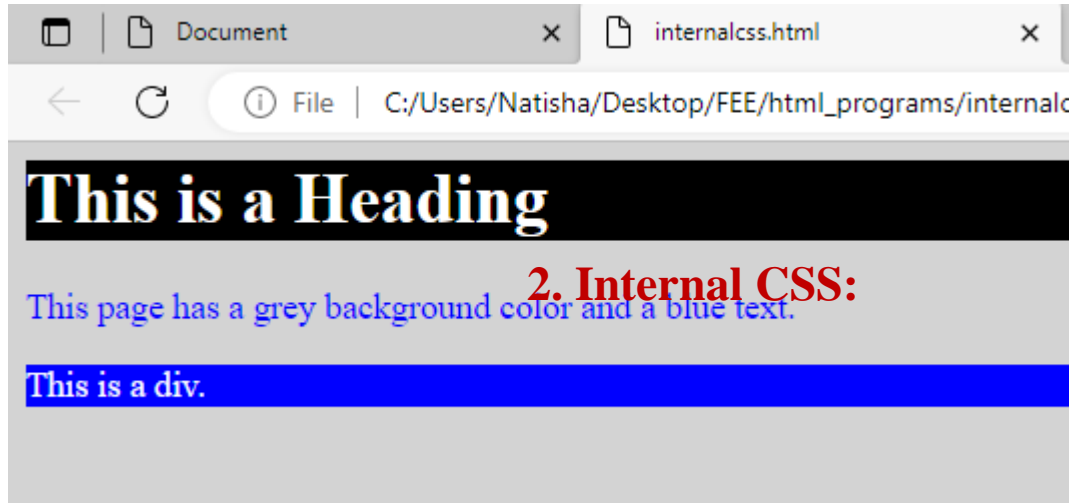 Document
internalcss.html
File
C:/Users/Natisha/Desktop/FEE/html_programs/internalc
This is a Heading
2. Internal CSS:
This page has a grey background color and a blue text.
This is a div.